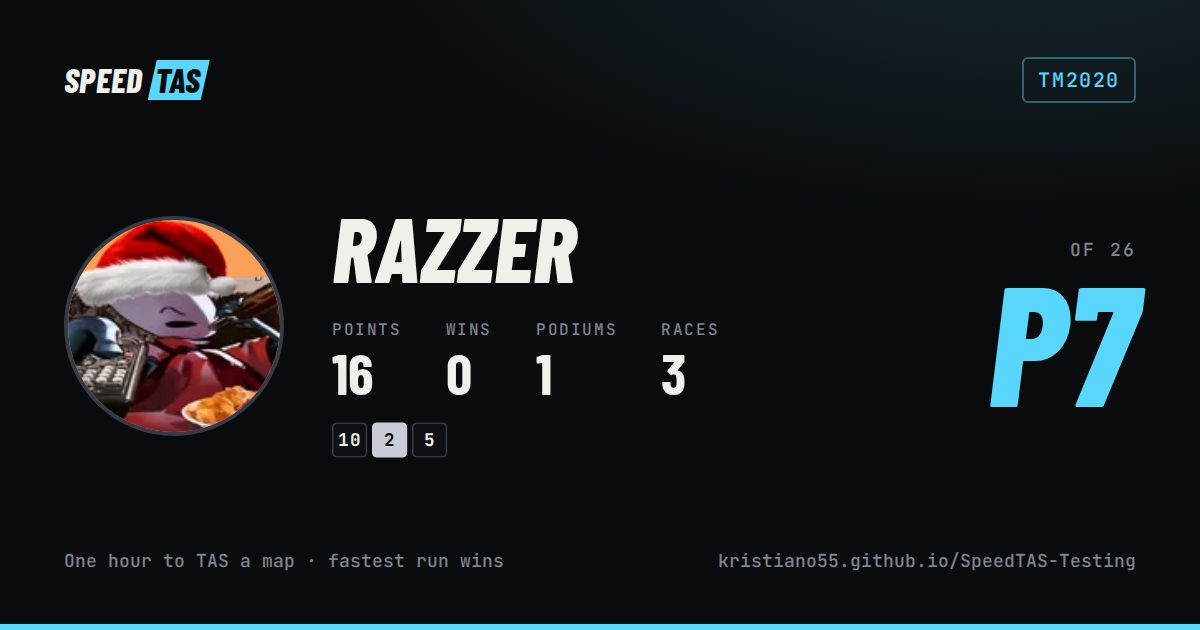 SPEED TAS
TM2020
RAZZER
OF 26
P7
POINTS WINS PODIUMS RACES
16 0 1 3
10 2 5
One hour to TAS a map · fastest run wins
kristiano55.github.io/SpeedTAS-Testing